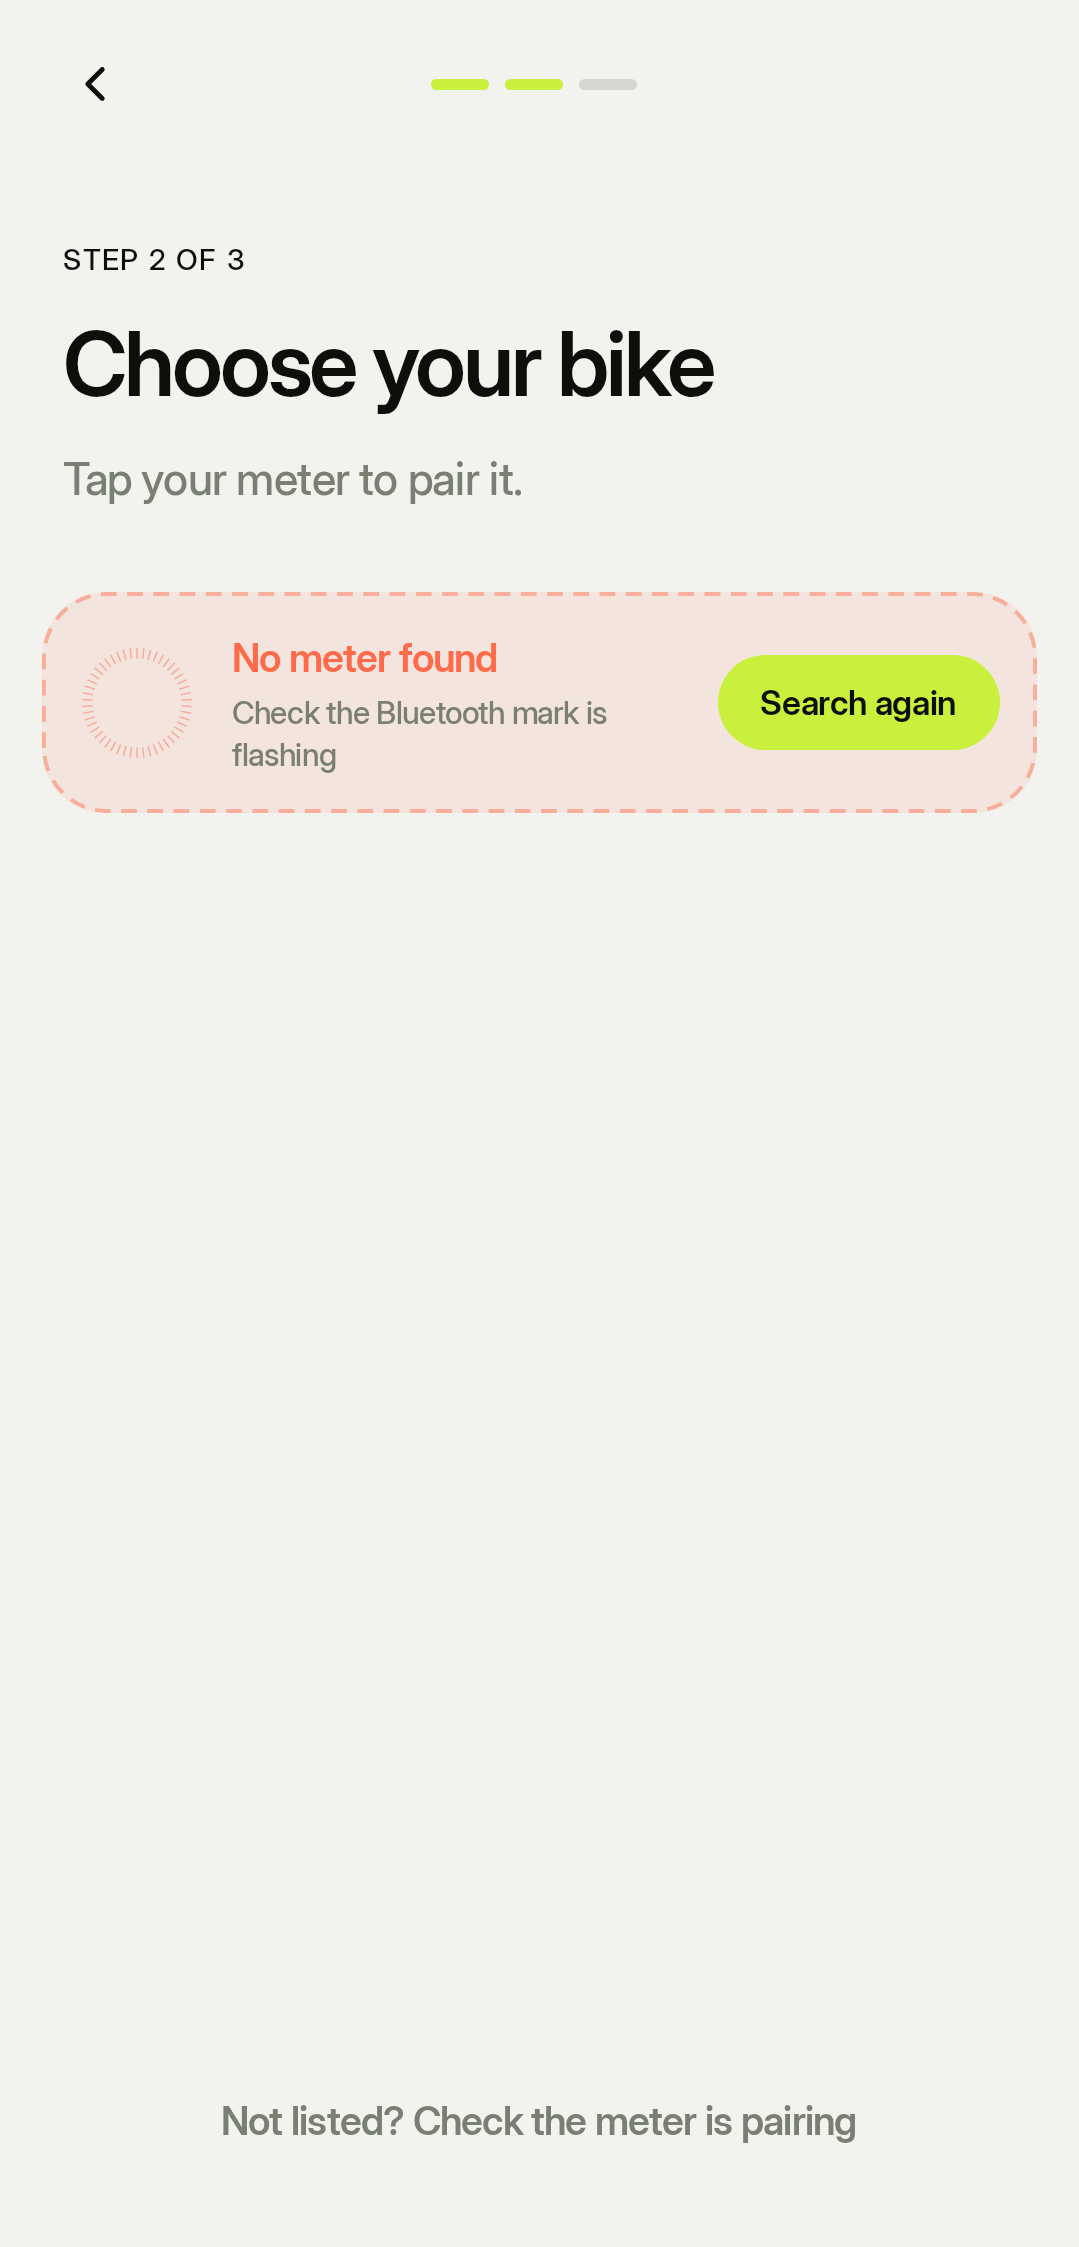 STEP 2 OF 3
Choose your bike
Tap your meter to pair it.
No meter found
Check the Bluetooth mark is
flashing
Search again
Not listed? Check the meter is pairing